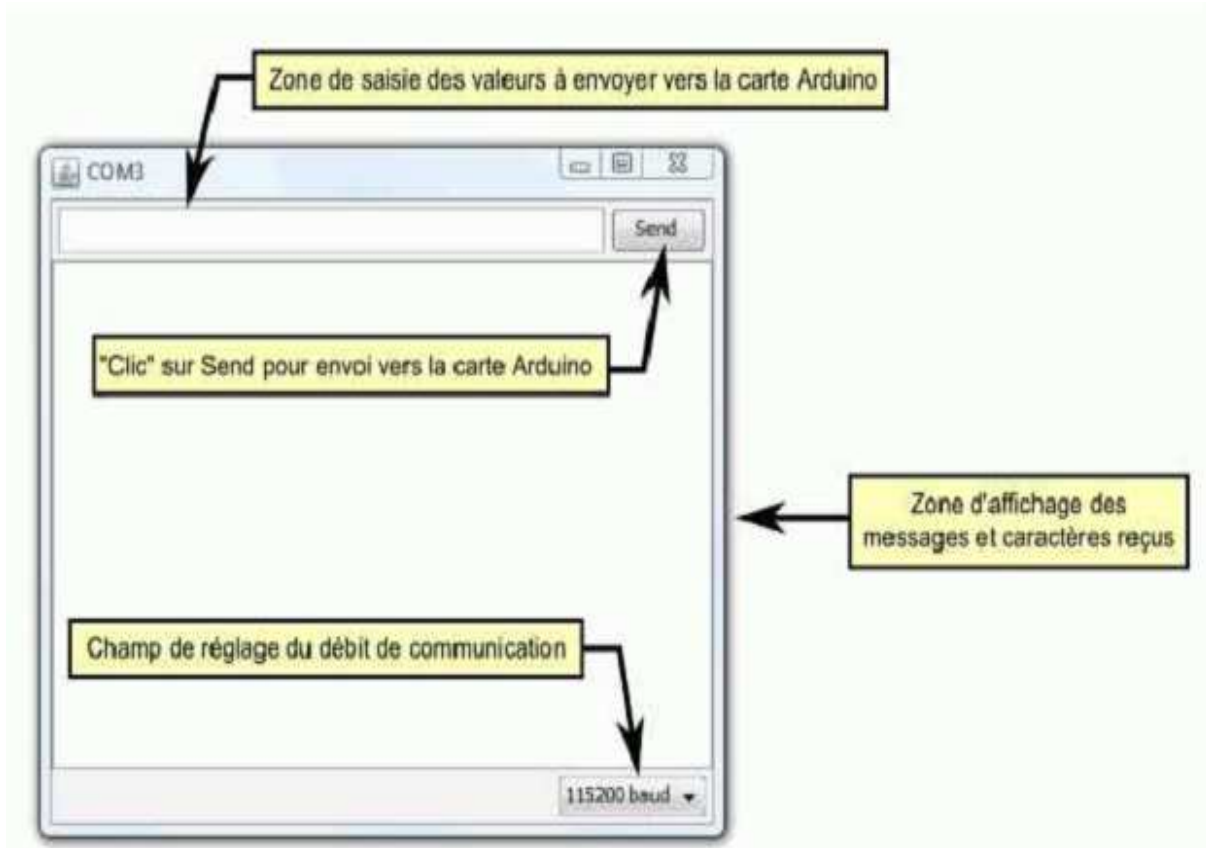 Zone de saisie des valeurs à envoyer vers la carte Arduino
COM3
Send
"Clic" sur Send pour envoi vers la carte Arduino
Zone d'affichage des
messages et caractères reçus
Champ de réglage du débit de communication
115200 baud